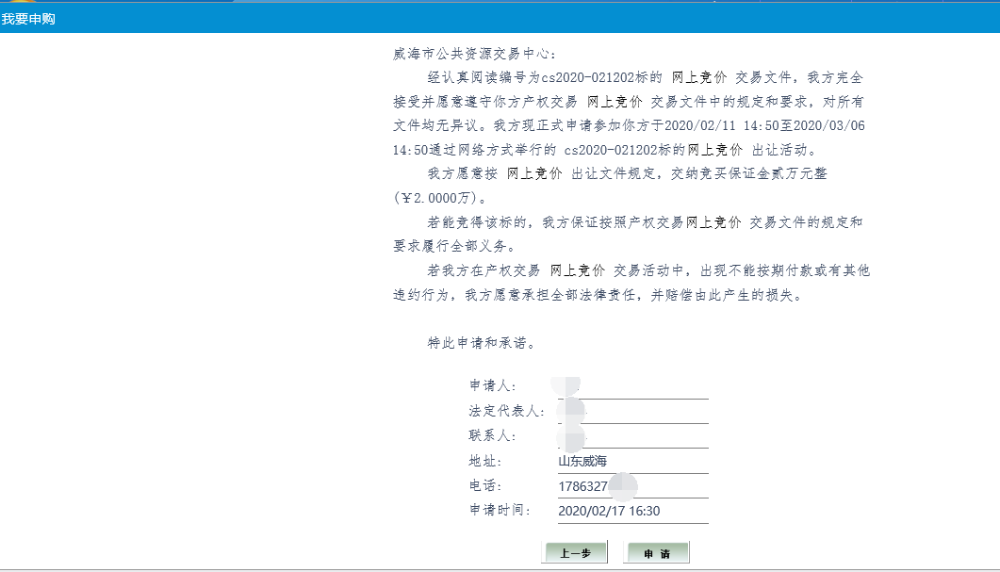 我要申购
威海市公共资源交易中心:
经认真阅读编号为cs2020-021202标的 网上竞价 交易文件，我方完全
接受并愿意遵守你方产权交易 网上竞价 交易文件中的规定和要求，对所有
文件均无异议。我方现正式申请参加你方于2020/02/11 14:50至2020/03/06
14:50通过网络方式举行的 cs2020-021202标的网上竞价 出让活动。
我方愿意按 网上竞价 出让文件规定，交纳竞买保证金贰万元整
(￥2.0000万)。
若能竞得该标的，我方保证按照产权交易网上竞价 交易文件的规定和
要求履行全部义务。
若我方在产权交易 网上竞价 交易活动中，出现不能按期付款或有其他
违约行为，我方愿意承担全部法律责任，并赔偿由此产生的损失。
特此申请和承诺。
申请人:
法定代表人:
联系人:
地址: 山东威海
电话: 1786327
申请时间: 2020/02/17 16:30
上一步 申 请